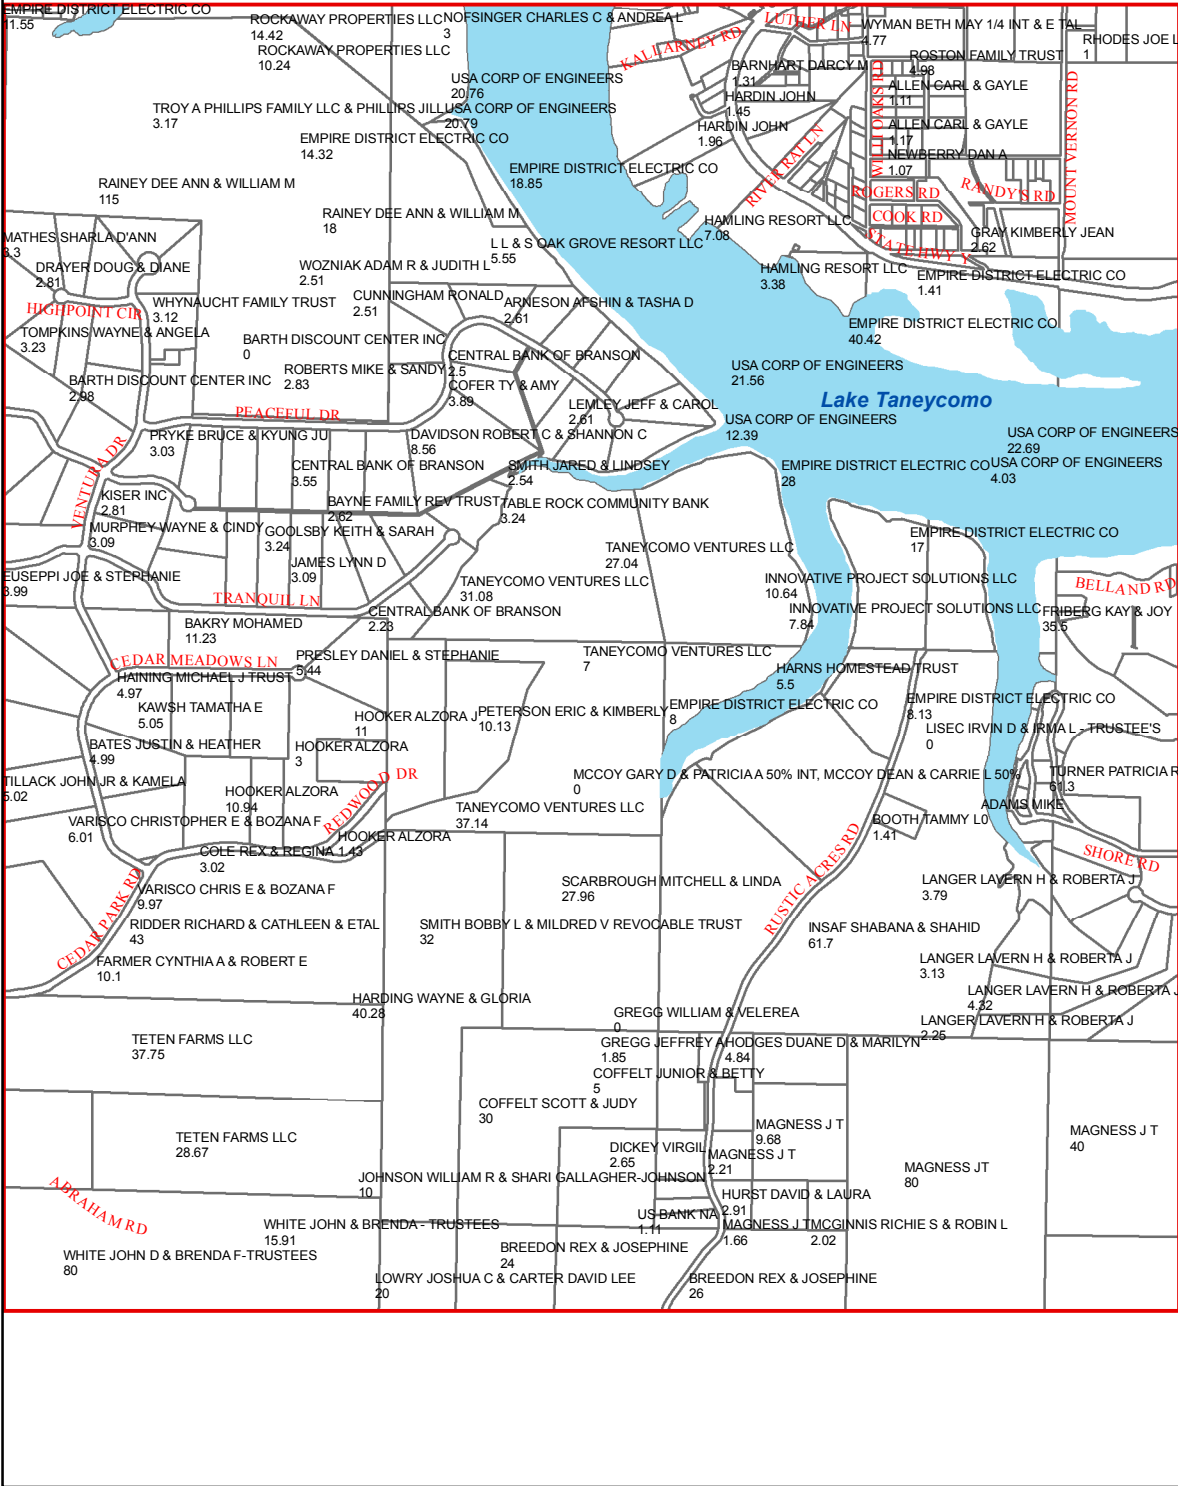 EMPIRE DISTRICT ELECTRIC CO
11.55
ROCKAWAY PROPERTIES LLC
14.42
NOFSINGER CHARLES C & ANDREA L
3
LUTHER LN
WYMAN BETH MAY 1/4 INT & E TAL
4.77
RHODES JOE L
1
ROCKAWAY PROPERTIES LLC
10.24
KALLARNEY RD
ROSTON FAMILY TRUST
4.98
BARNHART DARCY M
1.31
USA CORP OF ENGINEERS
20.76
ALLEN CARL & GAYLE
1.11
HARDIN JOHN
1.45
TROY A PHILLIPS FAMILY LLC & PHILLIPS JILL
3.17
USA CORP OF ENGINEERS
20.79
WILLI OAKS RD
MOUNT VERNON RD
ALLEN CARL & GAYLE
1.17
HARDIN JOHN
1.96
EMPIRE DISTRICT ELECTRIC CO
14.32
NEWBERRY DAN A
1.07
EMPIRE DISTRICT ELECTRIC CO
18.85
RIVER RAT LN
RAINEY DEE ANN & WILLIAM M
115
ROGERS RD
RANDY'S RD
RAINEY DEE ANN & WILLIAM M
18
COOK RD
HAMLING RESORT LLC
7.08
GRAY KIMBERLY JEAN
2.62
STATE HWY Y
MATHES SHARLA D'ANN
3.3
L L & S OAK GROVE RESORT LLC
5.55
DRAYER DOUG & DIANE
2.81
WOZNIAK ADAM R & JUDITH L
2.51
HAMLING RESORT LLC
3.38
EMPIRE DISTRICT ELECTRIC CO
1.41
HIGHPOINT CIR
WHYNAUCHT FAMILY TRUST
3.12
CUNNINGHAM RONALD
2.51
ARNESON AFSHIN & TASHA D
2.61
EMPIRE DISTRICT ELECTRIC CO
40.42
TOMPKINS WAYNE & ANGELA
3.23
BARTH DISCOUNT CENTER INC
0
CENTRAL BANK OF BRANSON
2.5
ROBERTS MIKE & SANDY
2.83
USA CORP OF ENGINEERS
21.56
BARTH DISCOUNT CENTER INC
2.98
COFER TY & AMY
3.89
Lake Taneycomo
LEMLEY JEFF & CAROL
2.61
PEACEFUL DR
USA CORP OF ENGINEERS
12.39
PRYKE BRUCE & KYUNG JU
3.03
DAVIDSON ROBERT C & SHANNON C
8.56
USA CORP OF ENGINEERS
22.69
VENTURA DR
CENTRAL BANK OF BRANSON
3.55
SMITH JARED & LINDSEY
2.54
EMPIRE DISTRICT ELECTRIC CO
28
USA CORP OF ENGINEERS
4.03
KISER INC
2.81
BAYNE FAMILY REV TRUST
2.62
TABLE ROCK COMMUNITY BANK
3.24
MURPHEY WAYNE & CINDY
3.09
GOOLSBY KEITH & SARAH
3.24
EMPIRE DISTRICT ELECTRIC CO
17
TANEYCOMO VENTURES LLC
27.04
JAMES LYNN D
3.09
EUSEPPI JOE & STEPHANIE
3.99
TANEYCOMO VENTURES LLC
31.08
INNOVATIVE PROJECT SOLUTIONS LLC
10.64
BELLAND RD
TRANQUIL LN
CENTRAL BANK OF BRANSON
2.23
INNOVATIVE PROJECT SOLUTIONS LLC
7.84
FRIBERG KAY & JOY
35.5
BAKRY MOHAMED
11.23
CEDAR MEADOWS LN
PRESLEY DANIEL & STEPHANIE
5.44
TANEYCOMO VENTURES LLC
7
HARNS HOMESTEAD TRUST
5.5
HAINING MICHAEL J TRUST
4.97
KAWSH TAMATHA E
5.05
EMPIRE DISTRICT ELECTRIC CO
8
EMPIRE DISTRICT ELECTRIC CO
8.13
HOOKER ALZORA J
11
PETERSON ERIC & KIMBERLY
10.13
LISEC IRVIN D & IRMA L - TRUSTEE'S
0
BATES JUSTIN & HEATHER
4.99
HOOKER ALZORA
3
TILLACK JOHN JR & KAMELA
5.02
REDWOOD DR
MCCOY GARY D & PATRICIA A 50% INT, MCCOY DEAN & CARRIE L 50%
0
TURNER PATRICIA R
61.3
HOOKER ALZORA
10.94
TANEYCOMO VENTURES LLC
37.14
ADAMS MIKE
0
VARISCO CHRISTOPHER E & BOZANA F
6.01
BOOTH TAMMY L
1.41
HOOKER ALZORA
1.43
COLE REX & REGINA
3.02
RUSTIC ACRES RD
SHORE RD
VARISCO CHRIS E & BOZANA F
9.97
SCARBROUGH MITCHELL & LINDA
27.96
LANGER LAVERN H & ROBERTA J
3.79
CEDAR PARK RD
RIDDER RICHARD & CATHLEEN & ETAL
43
SMITH BOBBY L & MILDRED V REVOCABLE TRUST
32
INSAF SHABANA & SHAHID
61.7
FARMER CYNTHIA A & ROBERT E
10.1
LANGER LAVERN H & ROBERTA J
3.13
HARDING WAYNE & GLORIA
40.28
LANGER LAVERN H & ROBERTA J
4.32
GREGG WILLIAM & VELEREA
0
LANGER LAVERN H & ROBERTA J
2.25
TETEN FARMS LLC
37.75
GREGG JEFFREY A
1.85
HODGES DUANE D & MARILYN
4.84
COFFELT JUNIOR & BETTY
5
COFFELT SCOTT & JUDY
30
MAGNESS J T
9.68
MAGNESS J T
40
TETEN FARMS LLC
28.67
DICKEY VIRGIL
2.65
MAGNESS J T
2.21
MAGNESS JT
80
JOHNSON WILLIAM R & SHARI GALLAGHER-JOHNSON
10
ABRAHAM RD
HURST DAVID & LAURA
2.91
US BANK NA
1.11
WHITE JOHN & BRENDA - TRUSTEES
15.91
MAGNESS J T
1.66
MCGINNIS RICHIE S & ROBIN L
2.02
BREEDON REX & JOSEPHINE
24
WHITE JOHN D & BRENDA F-TRUSTEES
80
LOWRY JOSHUA C & CARTER DAVID LEE
20
BREEDON REX & JOSEPHINE
26